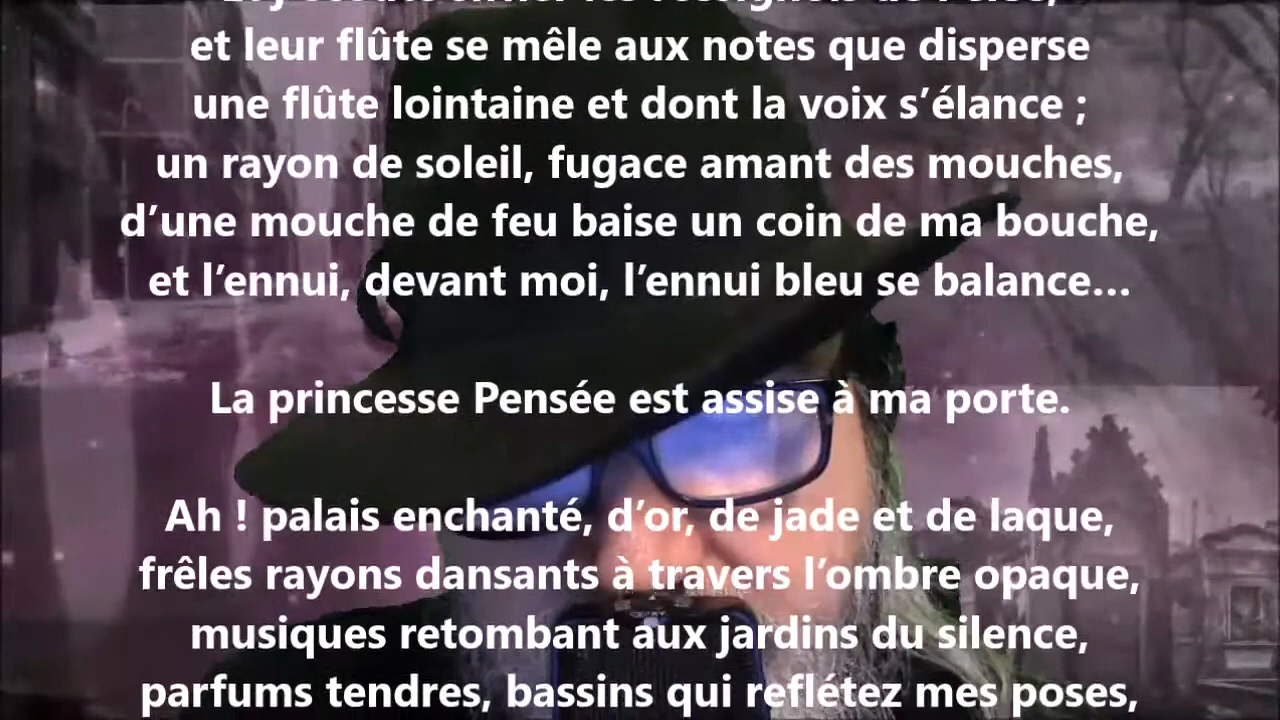 et leur flûte se mêle aux notes que disperse
une flûte lointaine et dont la voix s’élance ;
un rayon de soleil, fugace amant des mouches,
d’une mouche de feu baise un coin de ma bouche,
et l’ennui, devant moi, l’ennui bleu se balance...
La princesse Pensée est assise à ma porte.
Ah ! palais enchanté, d’or, de jade et de laque,
frêles rayons dansants à travers l’ombre opaque,
musiques retombant aux jardins du silence,
parfums tendres, bassins qui reflétez mes poses,